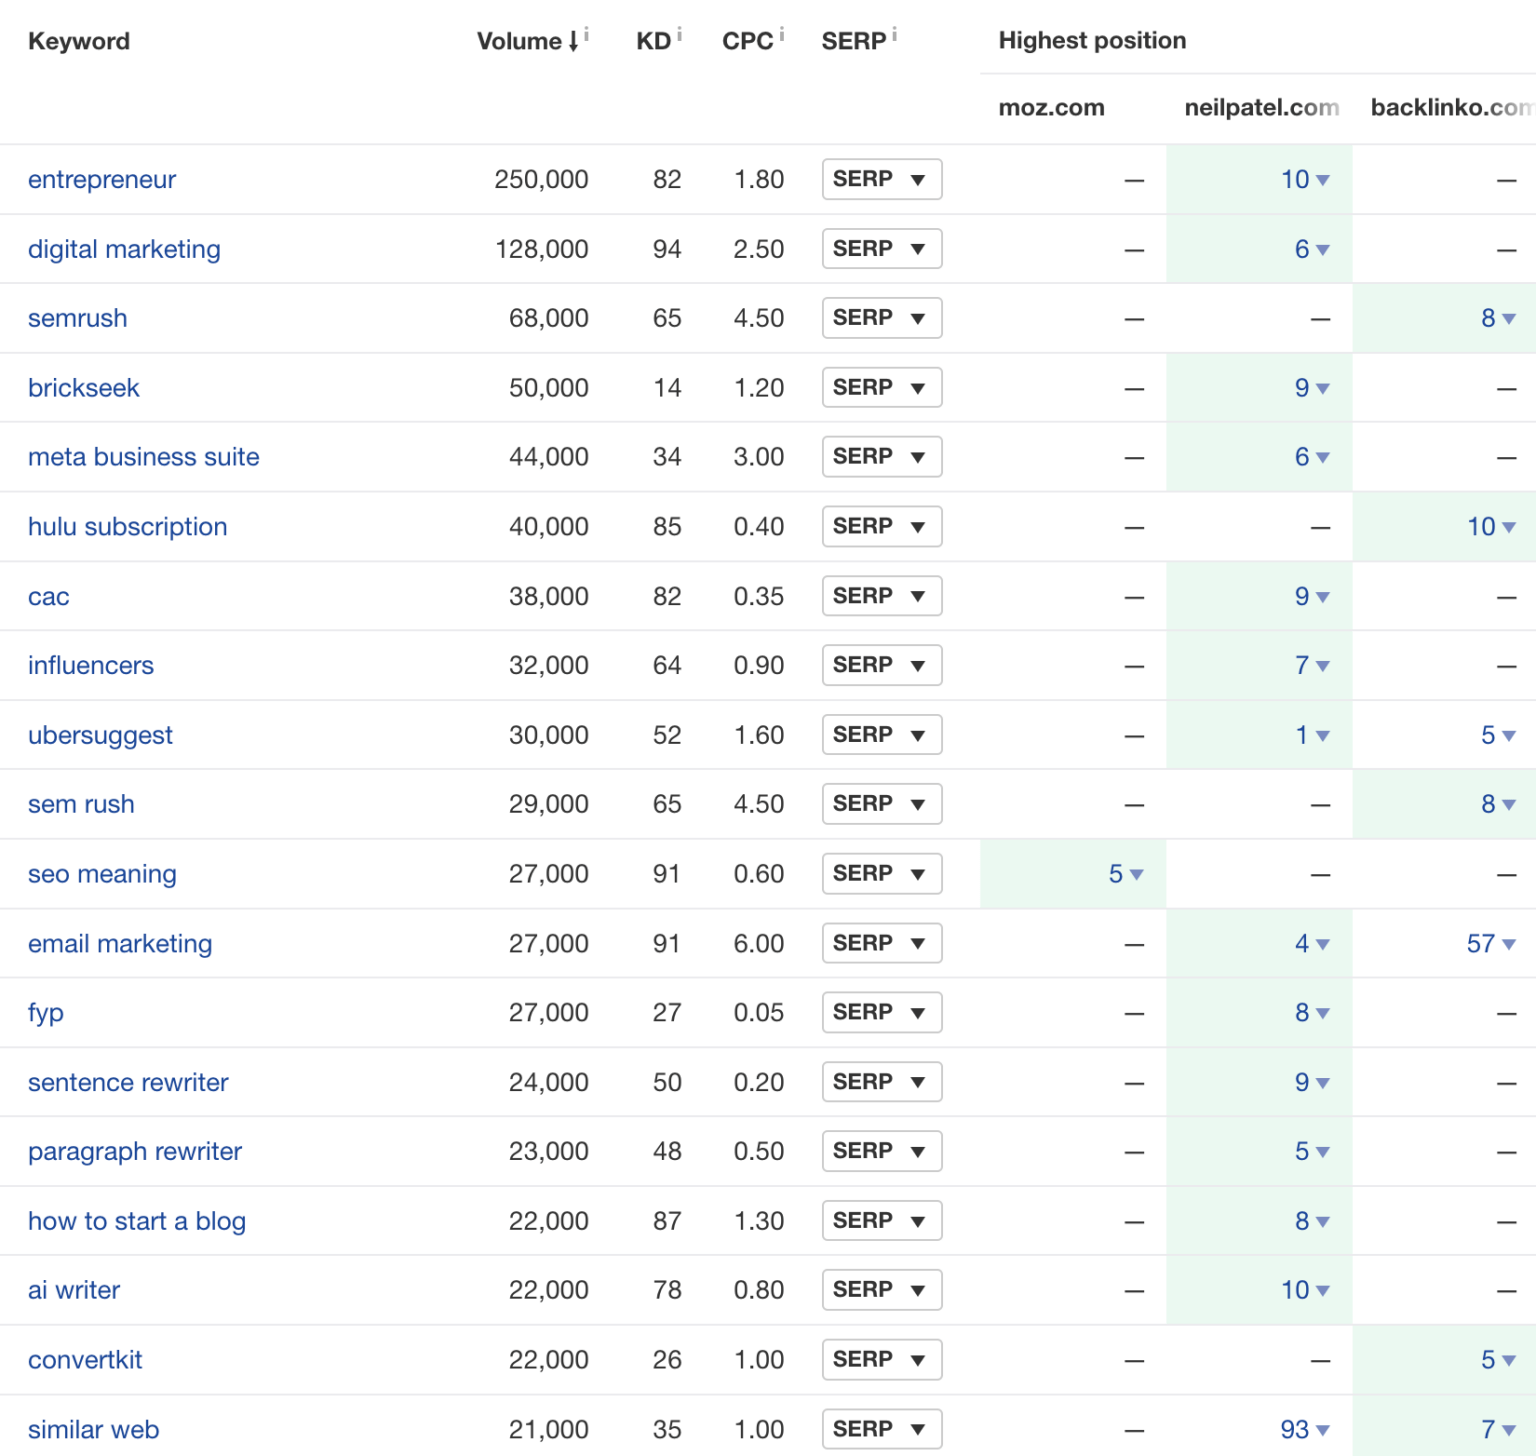 Keyword Volume ↓ i KD i CPC i SERP i Highest position
moz.com neilpatel.com backlinko.com
entrepreneur 250,000 82 1.80 SERP ▼ — 10 ▼ —
digital marketing 128,000 94 2.50 SERP ▼ — 6 ▼ —
semrush 68,000 65 4.50 SERP ▼ — — 8 ▼
brickseek 50,000 14 1.20 SERP ▼ — 9 ▼ —
meta business suite 44,000 34 3.00 SERP ▼ — 6 ▼ —
hulu subscription 40,000 85 0.40 SERP ▼ — — 10 ▼
cac 38,000 82 0.35 SERP ▼ — 9 ▼ —
influencers 32,000 64 0.90 SERP ▼ — 7 ▼ —
ubersuggest 30,000 52 1.60 SERP ▼ — 1 ▼ 5 ▼
sem rush 29,000 65 4.50 SERP ▼ — — 8 ▼
seo meaning 27,000 91 0.60 SERP ▼ 5 ▼ — —
email marketing 27,000 91 6.00 SERP ▼ — 4 ▼ 57 ▼
fyp 27,000 27 0.05 SERP ▼ — 8 ▼ —
sentence rewriter 24,000 50 0.20 SERP ▼ — 9 ▼ —
paragraph rewriter 23,000 48 0.50 SERP ▼ — 5 ▼ —
how to start a blog 22,000 87 1.30 SERP ▼ — 8 ▼ —
ai writer 22,000 78 0.80 SERP ▼ — 10 ▼ —
convertkit 22,000 26 1.00 SERP ▼ — — 5 ▼
similar web 21,000 35 1.00 SERP ▼ — 93 ▼ 7 ▼